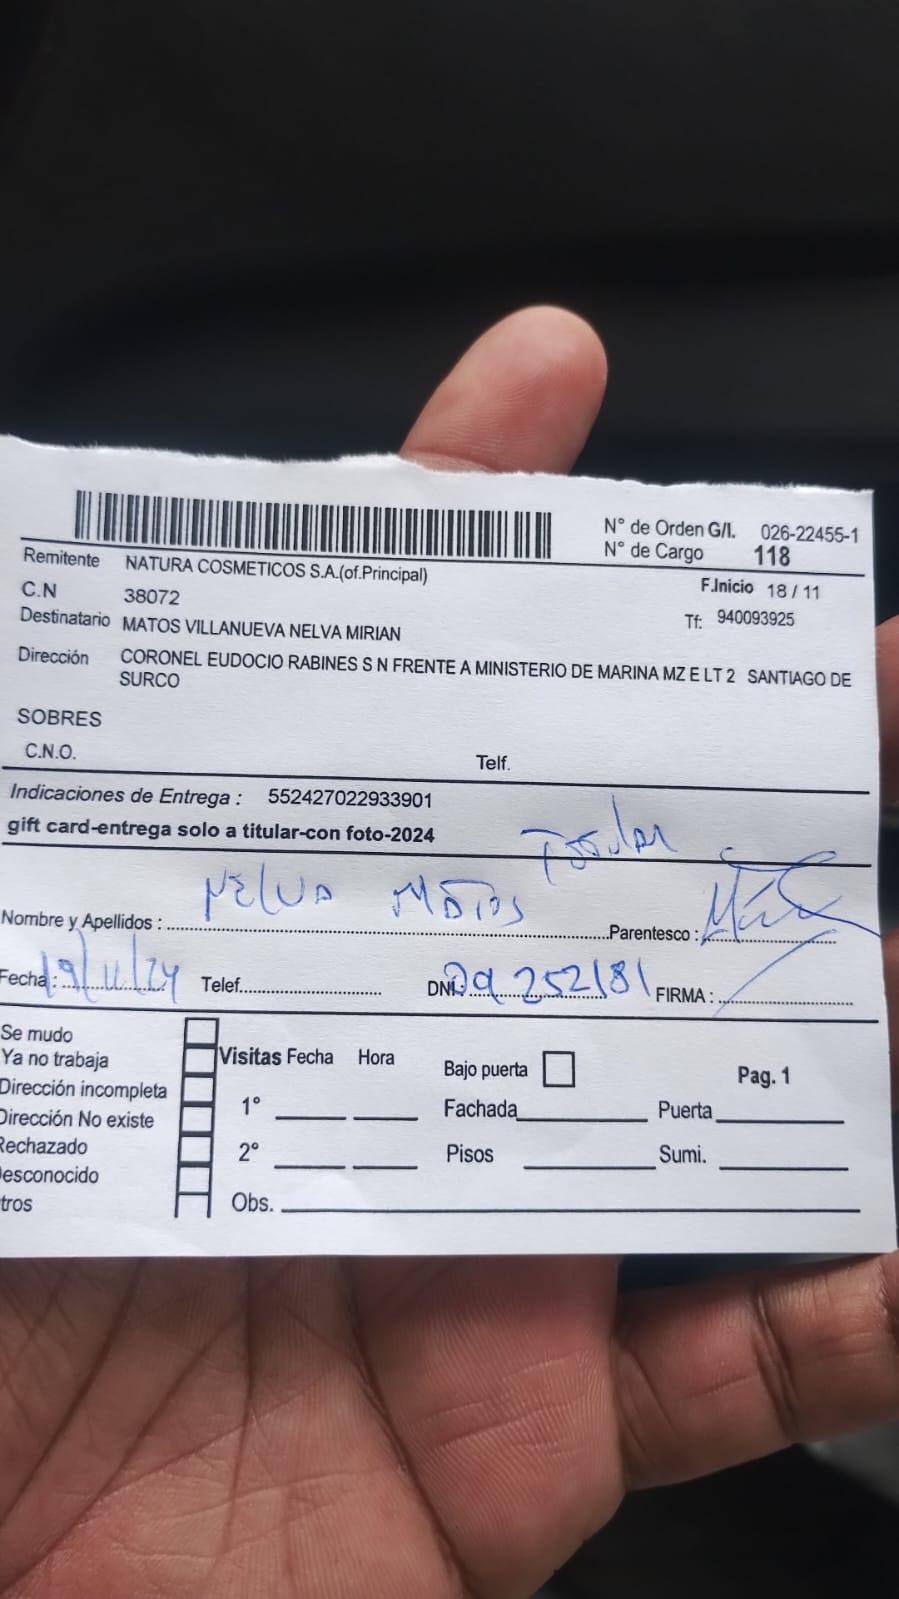 N° de Orden G/I. 026-22455-1
N° de Cargo 118
Remitente NATURA COSMETICOS S.A.(of.Principal)
F.Inicio 18 / 11
C.N 38072
Tf: 940093925
Destinatario MATOS VILLANUEVA NELVA MIRIAN
Dirección CORONEL EUDOCIO RABINES S N FRENTE A MINISTERIO DE MARINA MZ E LT 2 SANTIAGO DE
SURCO
SOBRES
C.N.O.
Telf.
Indicaciones de Entrega : 552427022933901
gift card-entrega solo a titular-con foto-2024
Nombre y Apellidos : NELVA MATOS Parentesco :
Fecha : 19/11/24 Telef. DNI: 09252181 FIRMA :
Se mudo
Ya no trabaja
Visitas Fecha Hora
Bajo puerta
Pag. 1
Dirección incompleta
1°
Fachada
Puerta
Dirección No existe
Rechazado
2°
Pisos
Sumi.
esconocido
tros
Obs.